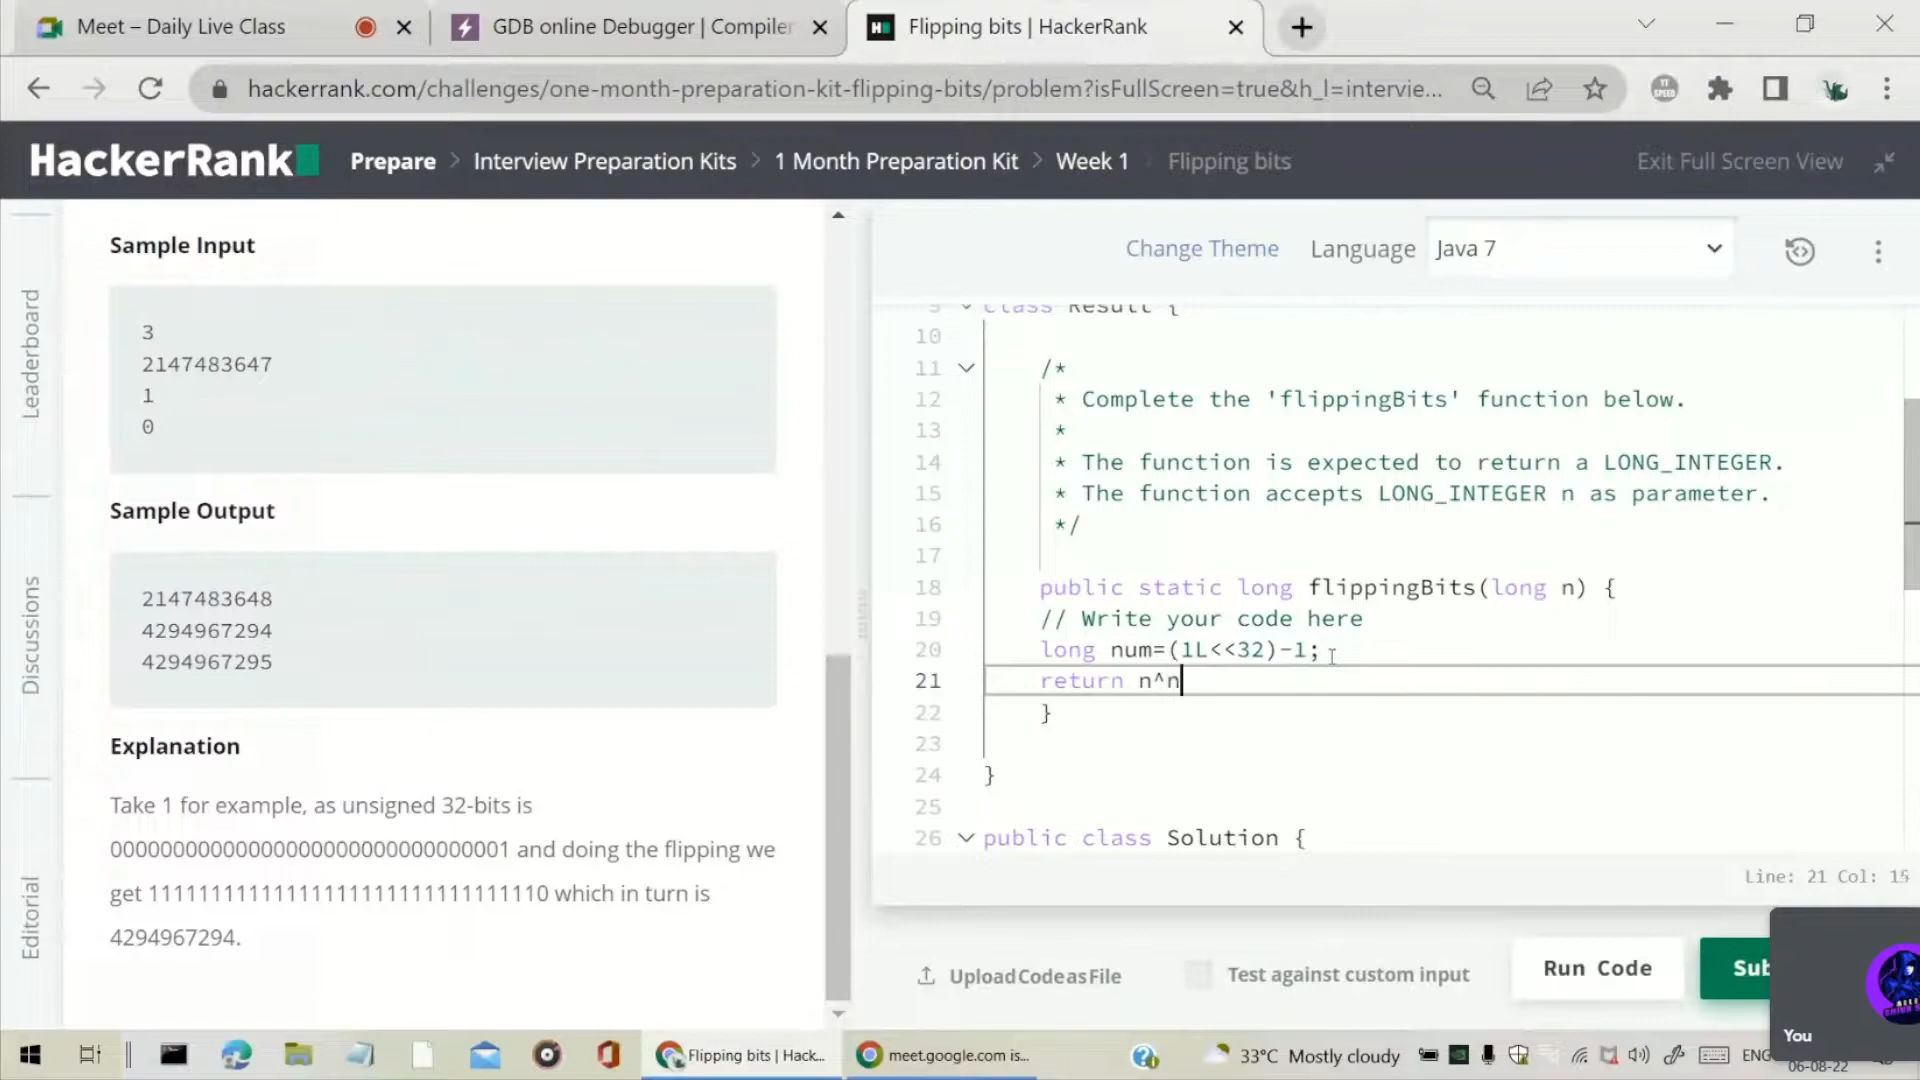 Meet – Daily Live Class
GDB online Debugger | Compiler
Flipping bits | HackerRank
hackerrank.com/challenges/one-month-preparation-kit-flipping-bits/problem?isFullScreen=true&h_l=intervie...
HackerRank
Prepare > Interview Preparation Kits > 1 Month Preparation Kit > Week 1 > Flipping bits
Exit Full Screen View
Leaderboard
Discussions
Editorial
Sample Input
3
2147483647
1
0
Sample Output
2147483648
4294967294
4294967295
Explanation
Take 1 for example, as unsigned 32-bits is
00000000000000000000000000000001 and doing the flipping we
get 11111111111111111111111111111110 which in turn is
4294967294.
Change Theme Language Java 7
class Result {
10
11 /*
12 * Complete the 'flippingBits' function below.
13 *
14 * The function is expected to return a LONG_INTEGER.
15 * The function accepts LONG_INTEGER n as parameter.
16 */
17
18 public static long flippingBits(long n) {
19 // Write your code here
20 long num=(1L<<32)-1;
21 return n^n
22 }
23
24 }
25
26 public class Solution {
Line: 21 Col: 15
Upload Code as File
Test against custom input
Run Code
Sub
You
Flipping bits | Hack...
meet.google.com is...
33°C Mostly cloudy
ENG
06-08-22